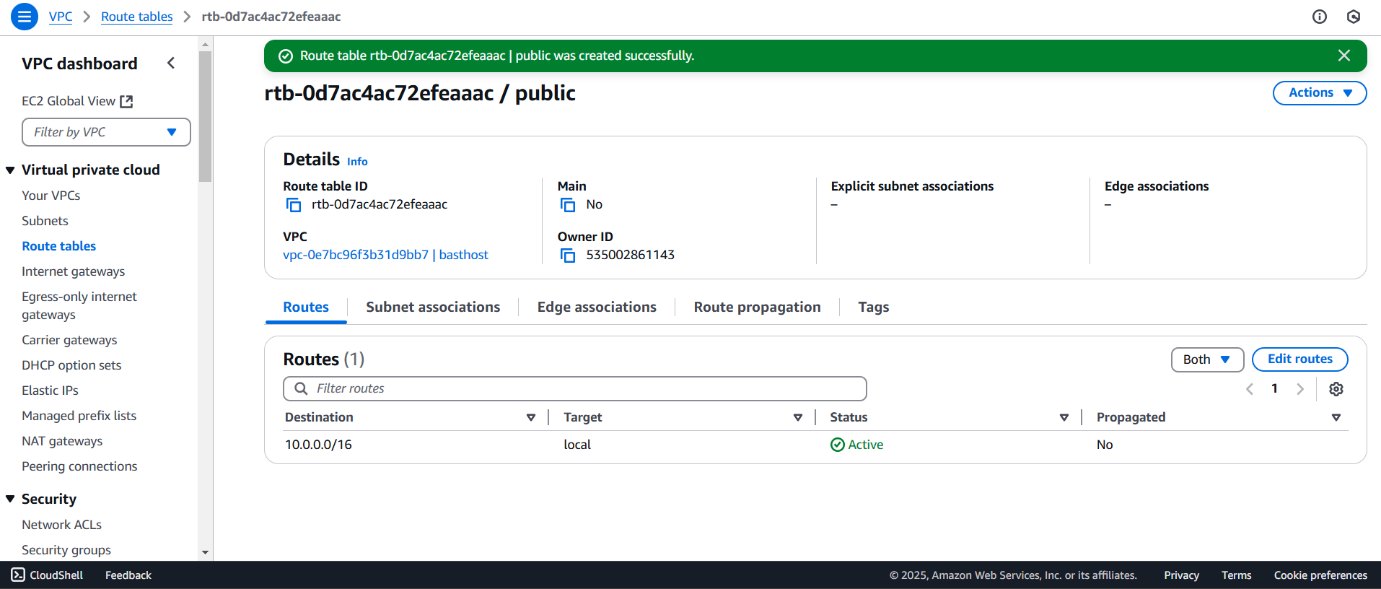 VPC > Route tables > rtb-0d7ac4ac72efeaaac
VPC dashboard
EC2 Global View
Filter by VPC
Virtual private cloud
Your VPCs
Subnets
Route tables
Internet gateways
Egress-only internet
gateways
Carrier gateways
DHCP option sets
Elastic IPs
Managed prefix lists
NAT gateways
Peering connections
Security
Network ACLs
Security groups
Route table rtb-0d7ac4ac72efeaaac | public was created successfully.
rtb-0d7ac4ac72efeaaac / public
Actions
Details Info
Route table ID
rtb-0d7ac4ac72efeaaac
Main
No
Explicit subnet associations
–
Edge associations
–
VPC
vpc-0e7bc96f3b31d9bb7 | basthost
Owner ID
535002861143
Routes Subnet associations Edge associations Route propagation Tags
Routes (1)
Both
Edit routes
Filter routes
1
Destination Target Status Propagated
10.0.0.0/16 local Active No
CloudShell Feedback © 2025, Amazon Web Services, Inc. or its affiliates. Privacy Terms Cookie preferences